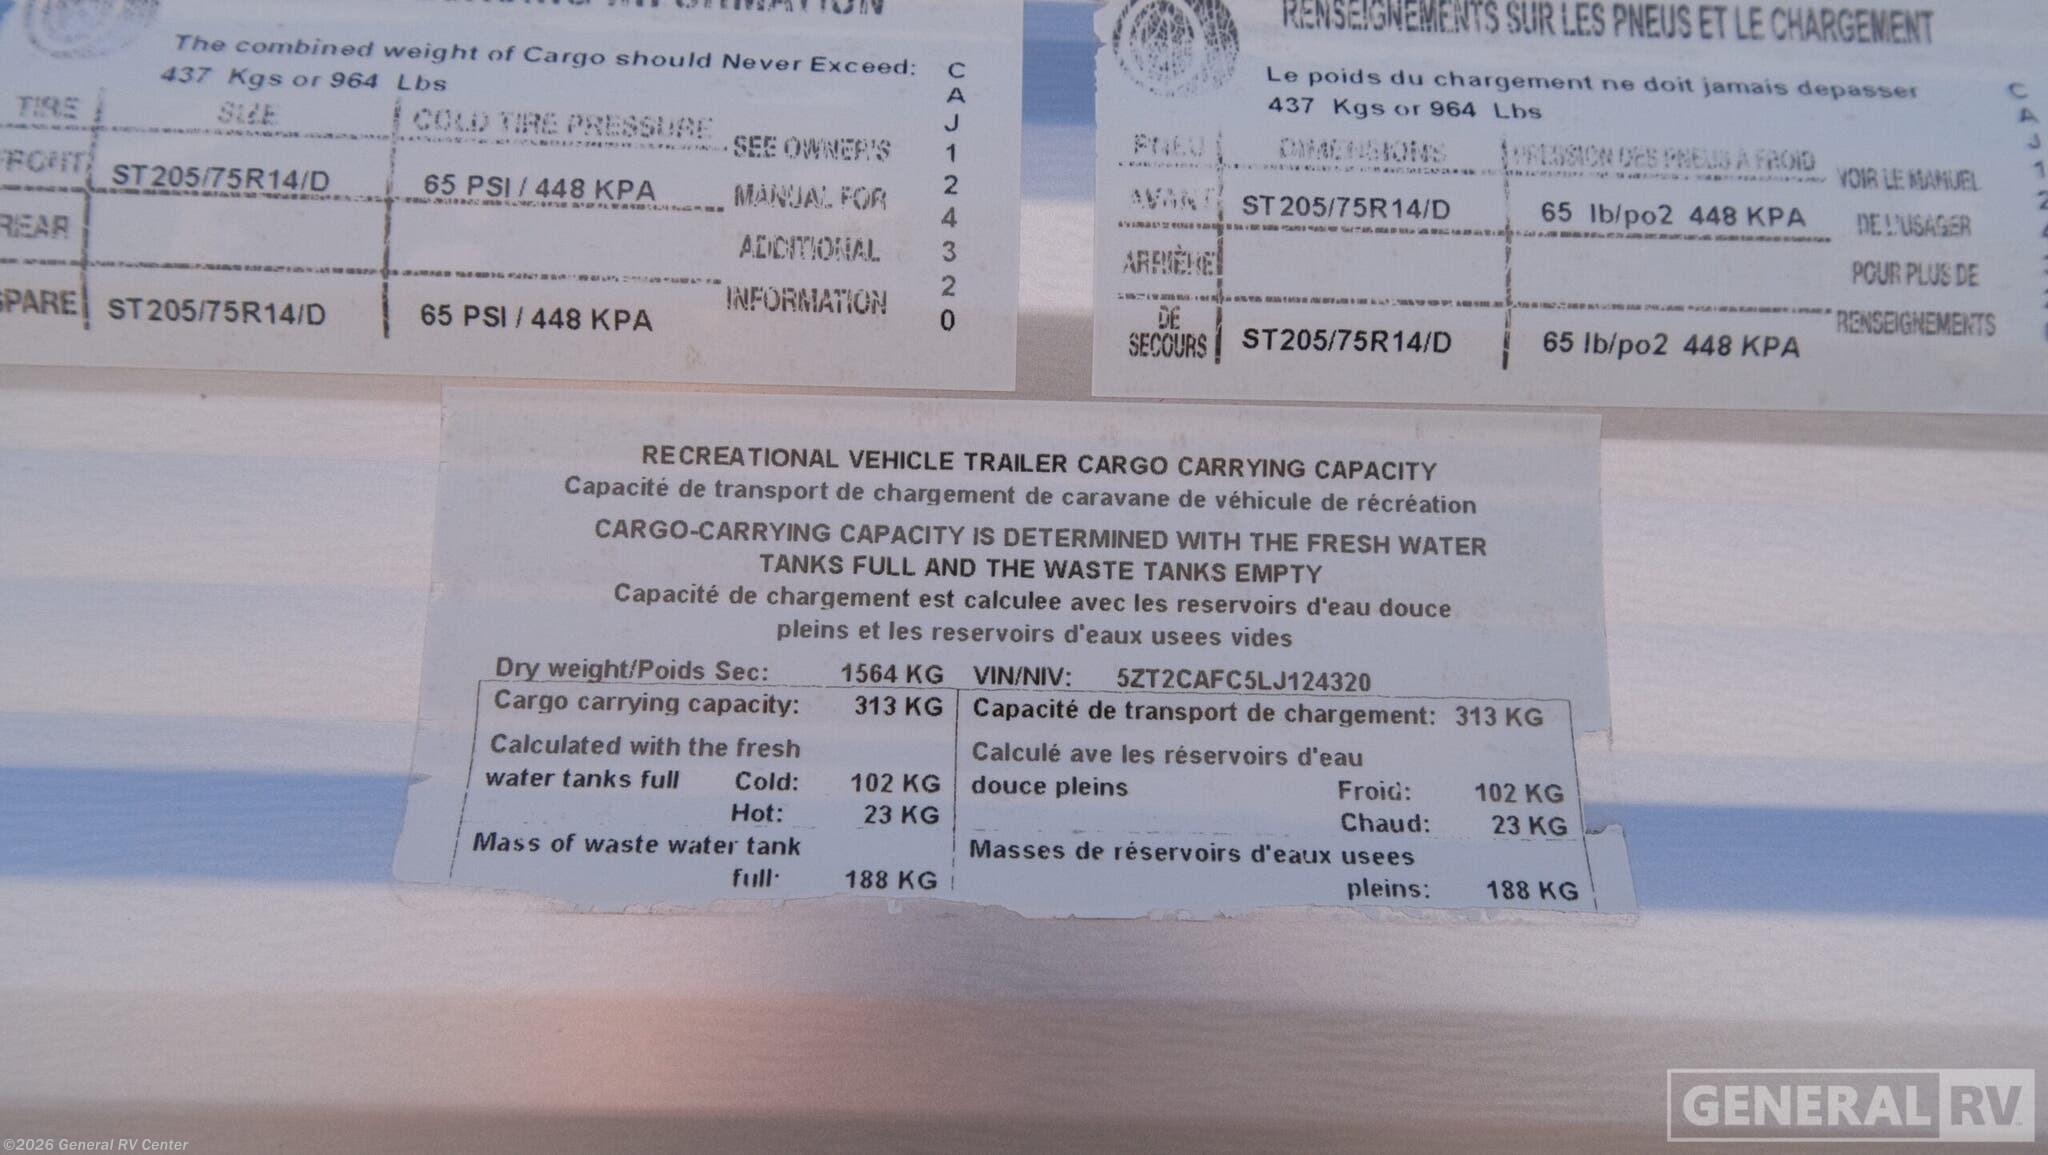 INFORMATION
The combined weight of Cargo should Never Exceed:
437 Kgs or 964 Lbs
TIRE SIZE COLD TIRE PRESSURE SEE OWNER'S
FRONT ST205/75R14/D 65 PSI / 448 KPA MANUAL FOR
REAR ADDITIONAL
SPARE ST205/75R14/D 65 PSI / 448 KPA INFORMATION
C
A
J
1
2
4
3
2
0
RENSEIGNEMENTS SUR LES PNEUS ET LE CHARGEMENT
Le poids du chargement ne doit jamais depasser
437 Kgs or 964 Lbs
PNEU DIMENSIONS PRESSION DES PNEUS À FROID VOIR LE MANUEL
AVANT ST205/75R14/D 65 lb/po2 448 KPA DE L'USAGER
ARRIÈRE POUR PLUS DE
DE
SECOURS ST205/75R14/D 65 lb/po2 448 KPA RENSEIGNEMENTS
C
A
J
1
2
RECREATIONAL VEHICLE TRAILER CARGO CARRYING CAPACITY
Capacité de transport de chargement de caravane de véhicule de récréation
CARGO-CARRYING CAPACITY IS DETERMINED WITH THE FRESH WATER
TANKS FULL AND THE WASTE TANKS EMPTY
Capacité de chargement est calculee avec les reservoirs d'eau douce
pleins et les reservoirs d'eaux usees vides
Dry weight/Poids Sec: 1564 KG VIN/NIV: 5ZT2CAFC5LJ124320
Cargo carrying capacity: 313 KG Capacité de transport de chargement: 313 KG
Calculated with the fresh Calculé ave les réservoirs d'eau
water tanks full Cold: 102 KG douce pleins Froid: 102 KG
Hot: 23 KG Chaud: 23 KG
Mass of waste water tank Masses de réservoirs d'eaux usees
full: 188 KG pleins: 188 KG
GENERAL RV
©2026 General RV Center